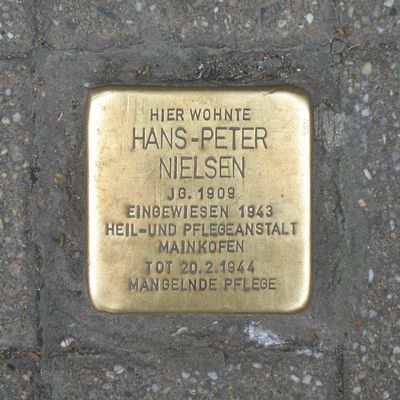 HIER WOHNTE
HANS-PETER
NIELSEN
JG. 1909
EINGEWIESEN 1943
HEIL-UND PFLEGEANSTALT
MAINKOFEN
TOT 20.2.1944
MANGELNDE PFLEGE